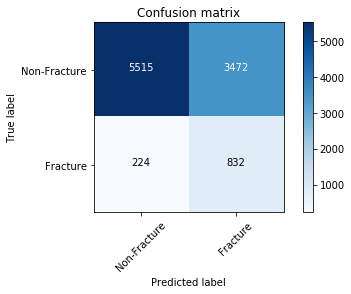 Confusion matrix
True label
Non-Fracture
5515
3472
Fracture
224
832
Non-Fracture
Fracture
Predicted label
5000
4000
3000
2000
1000